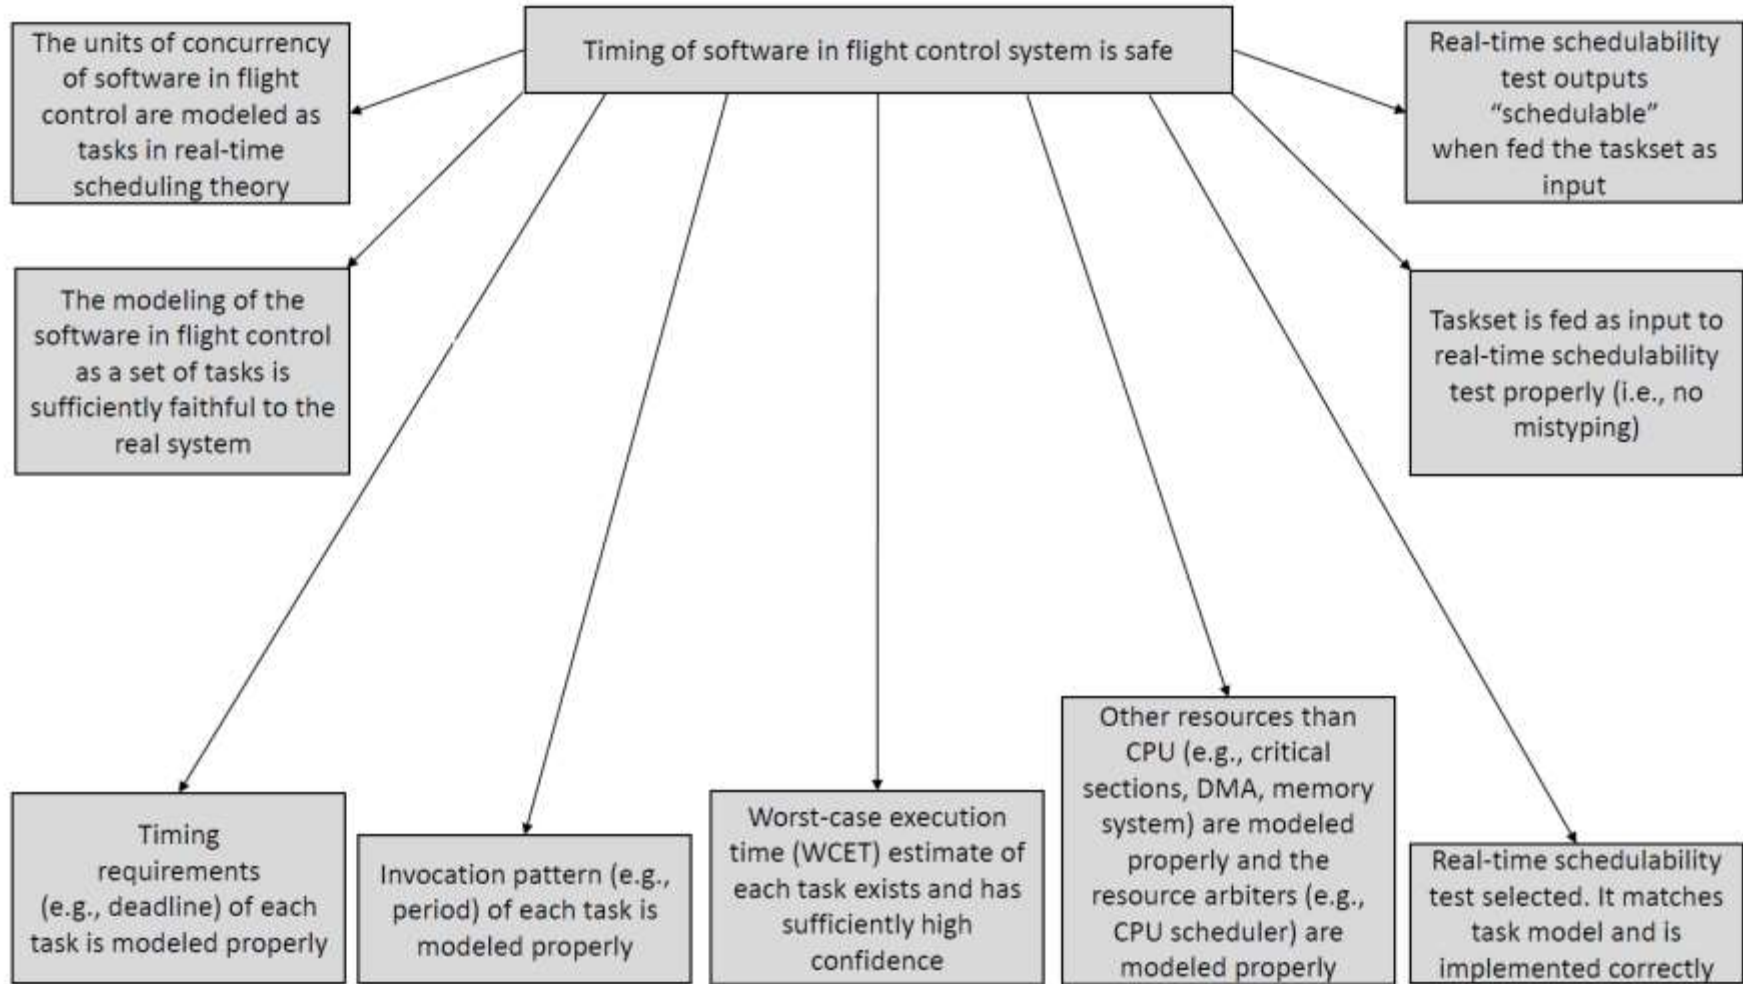 Timing of software in flight control system is safe
The units of concurrency
of software in flight
control are modeled as
tasks in real-time
scheduling theory
Real-time schedulability
test outputs
“schedulable”
when fed the taskset as
input
The modeling of the
software in flight control
as a set of tasks is
sufficiently faithful to the
real system
Taskset is fed as input to
real-time schedulability
test properly (i.e., no
mistyping)
Timing
requirements
(e.g., deadline) of each
task is modeled properly
Invocation pattern (e.g.,
period) of each task is
modeled properly
Worst-case execution
time (WCET) estimate of
each task exists and has
sufficiently high
confidence
Other resources than
CPU (e.g., critical
sections, DMA, memory
system) are modeled
properly and the
resource arbiters (e.g.,
CPU scheduler) are
modeled properly
Real-time schedulability
test selected. It matches
task model and is
implemented correctly